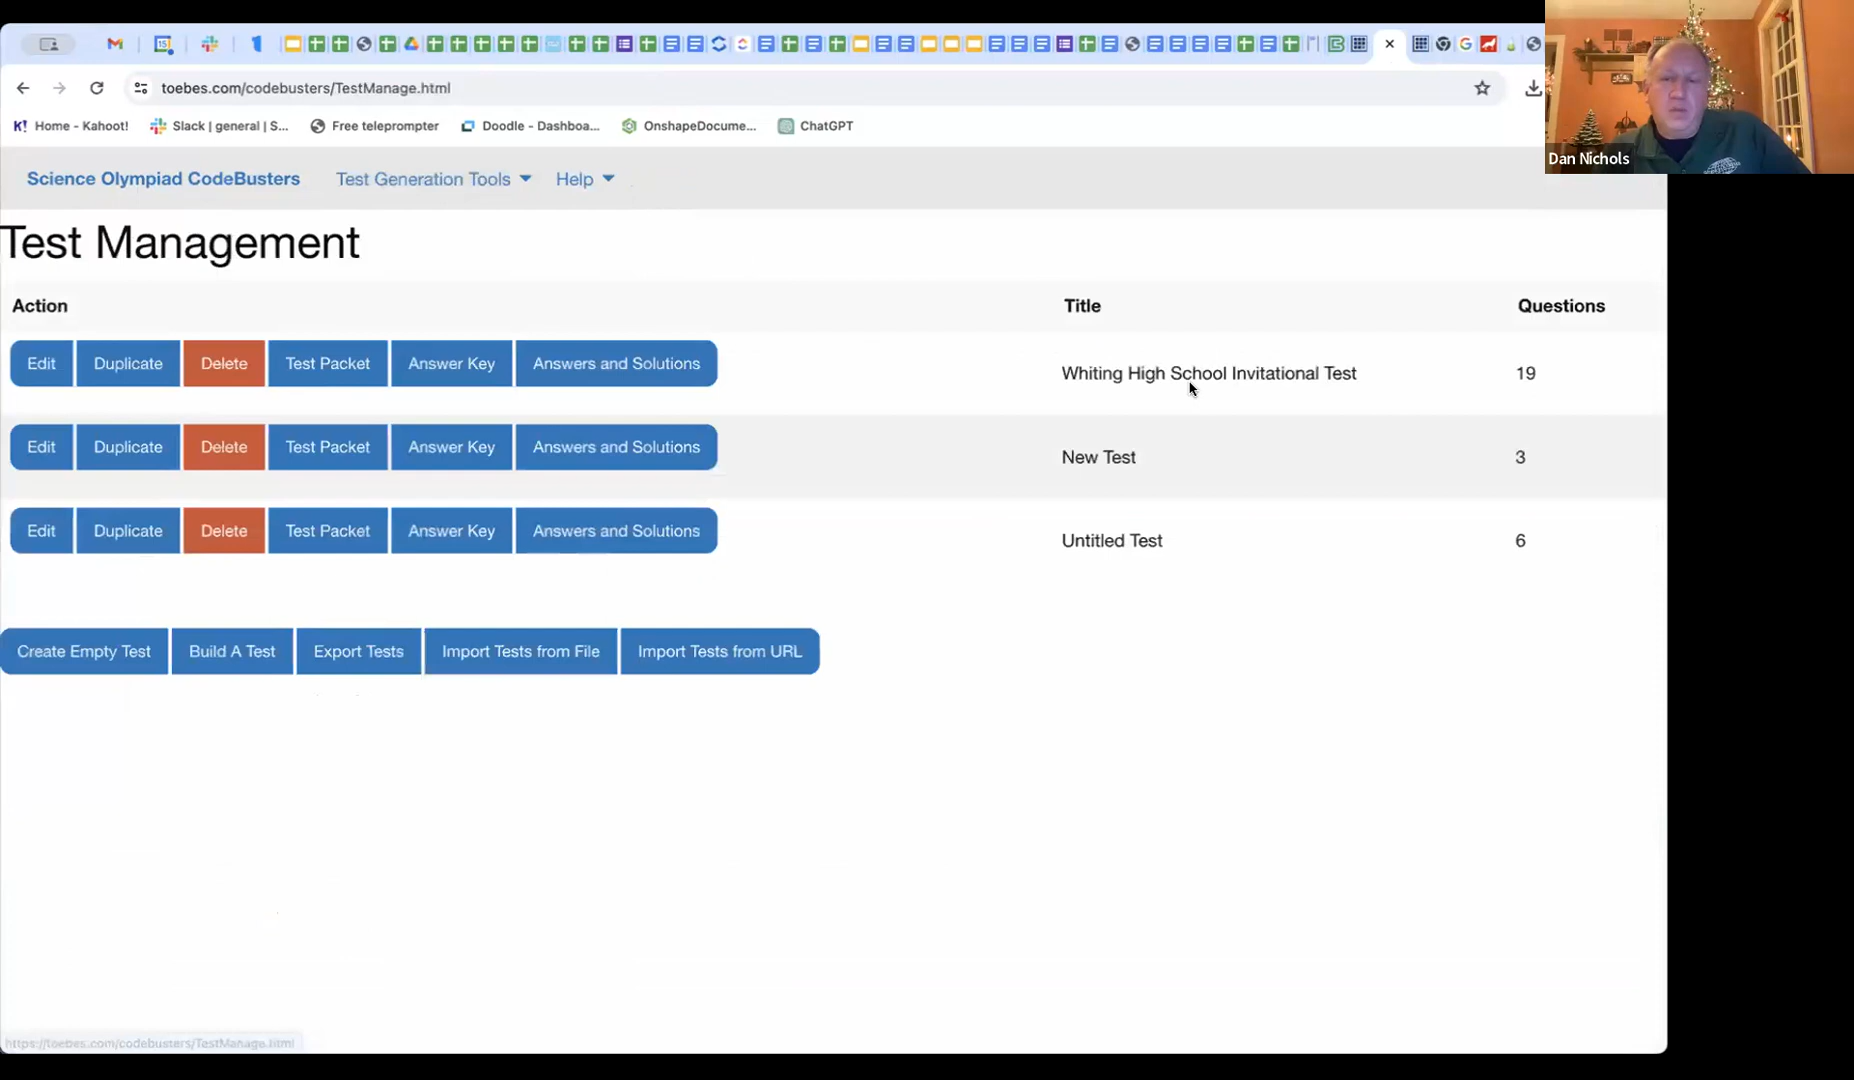 toebes.com/codebusters/TestManage.html
Home - Kahoot!
Slack | general | S...
Free teleprompter
Doodle - Dashboa...
OnshapeDocume...
ChatGPT
Dan Nichols
Science Olympiad CodeBusters
Test Generation Tools
Help
Test Management
Action Title Questions
Edit Duplicate Delete Test Packet Answer Key Answers and Solutions Whiting High School Invitational Test 19
Edit Duplicate Delete Test Packet Answer Key Answers and Solutions New Test 3
Edit Duplicate Delete Test Packet Answer Key Answers and Solutions Untitled Test 6
Create Empty Test Build A Test Export Tests Import Tests from File Import Tests from URL
https://toebes.com/codebusters/TestManage.html